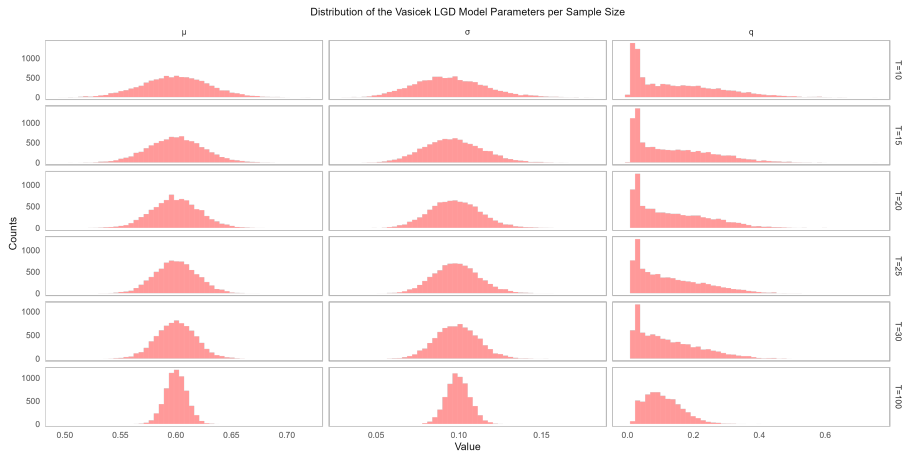 Distribution of the Vasicek LGD Model Parameters per Sample Size
μ σ q
1000
500
0
T=10
1000
500
0
T=15
1000
500
0
T=20
1000
500
0
T=25
1000
500
0
T=30
1000
500
0
T=100
Counts
0.50 0.55 0.60 0.65 0.70 0.05 0.10 0.15 0.0 0.2 0.4 0.6
Value